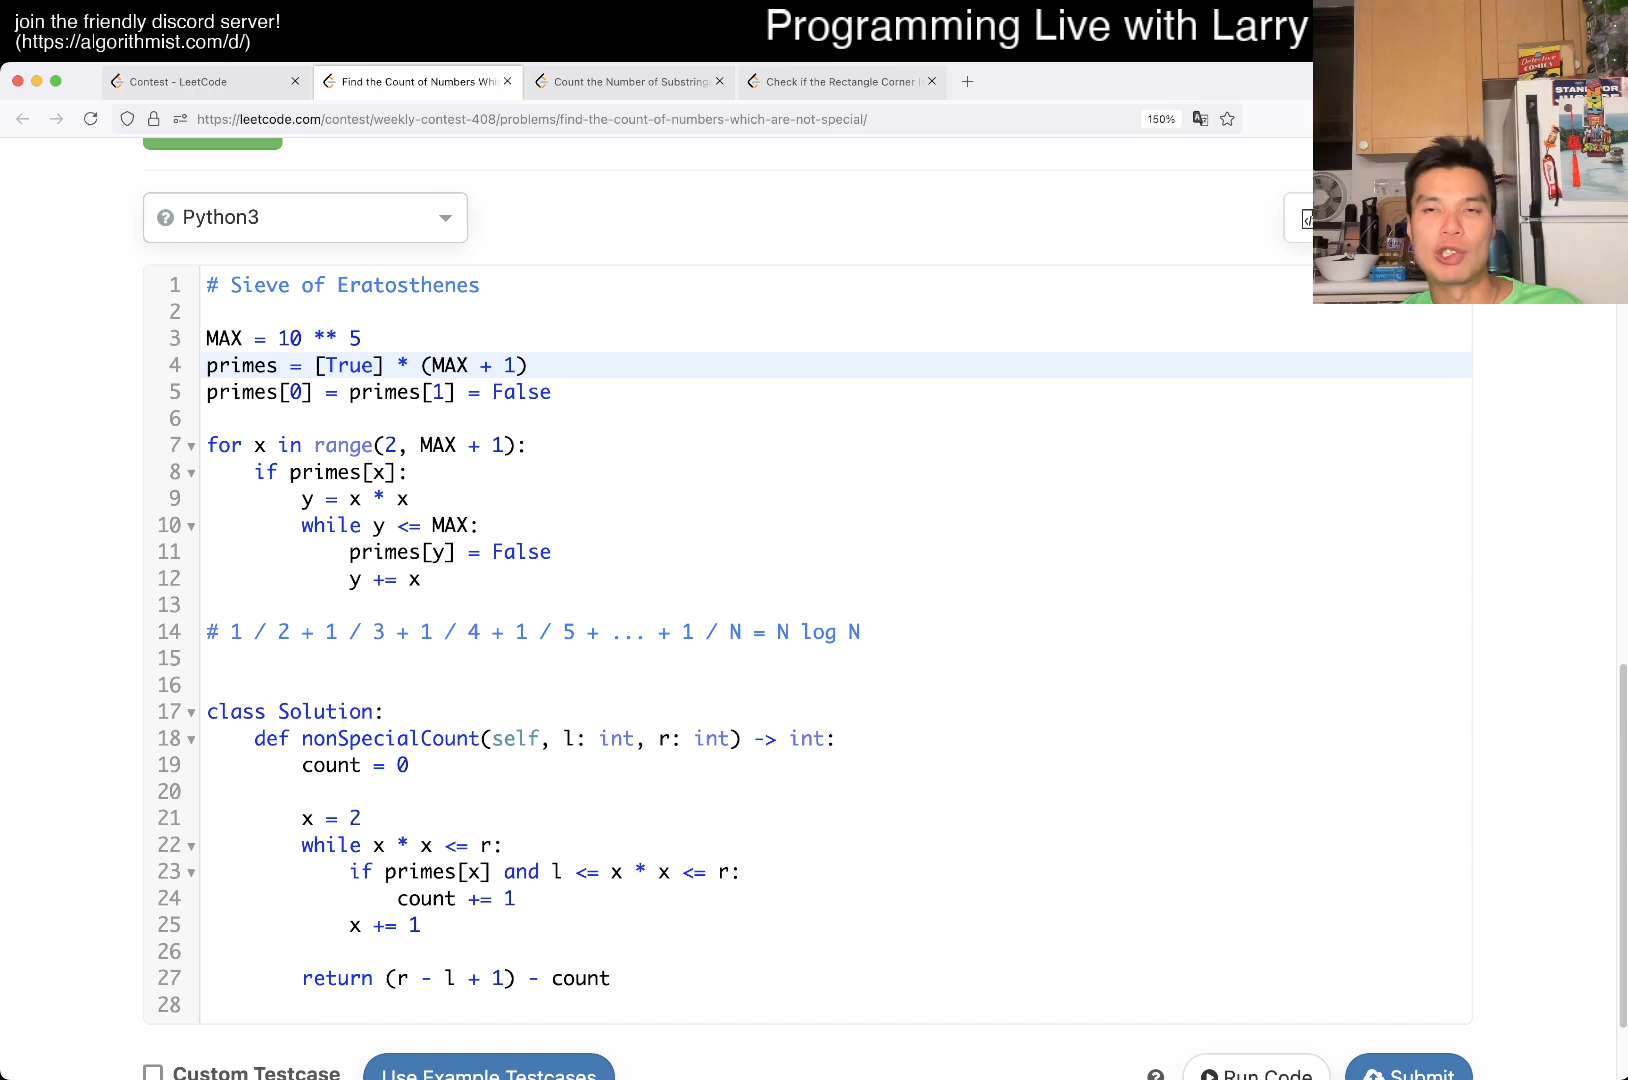 join the friendly discord server!
(https://algorithmist.com/d/)
Programming Live with Larry
Contest - LeetCode
Find the Count of Numbers Whi
Count the Number of Substring
Check if the Rectangle Corner I
https://leetcode.com/contest/weekly-contest-408/problems/find-the-count-of-numbers-which-are-not-special/
150%
Python3
1 # Sieve of Eratosthenes
2
3 MAX = 10 ** 5
4 primes = [True] * (MAX + 1)
5 primes[0] = primes[1] = False
6
7 for x in range(2, MAX + 1):
8 if primes[x]:
9 y = x * x
10 while y <= MAX:
11 primes[y] = False
12 y += x
13
14 # 1 / 2 + 1 / 3 + 1 / 4 + 1 / 5 + ... + 1 / N = N log N
15
16
17 class Solution:
18 def nonSpecialCount(self, l: int, r: int) -> int:
19 count = 0
20
21 x = 2
22 while x * x <= r:
23 if primes[x] and l <= x * x <= r:
24 count += 1
25 x += 1
26
27 return (r - l + 1) - count
28
Custom Testcase
Use Example Testcases
Run Code
Submit
Detective
COMICS